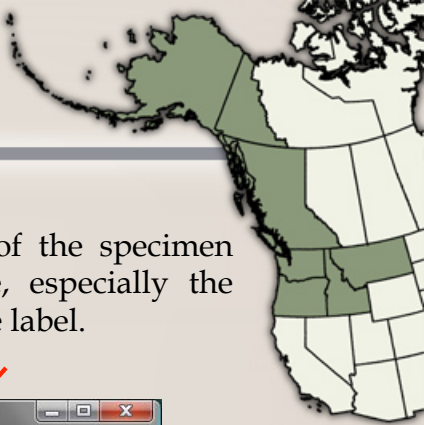 of the specimen
e, especially the
e label.